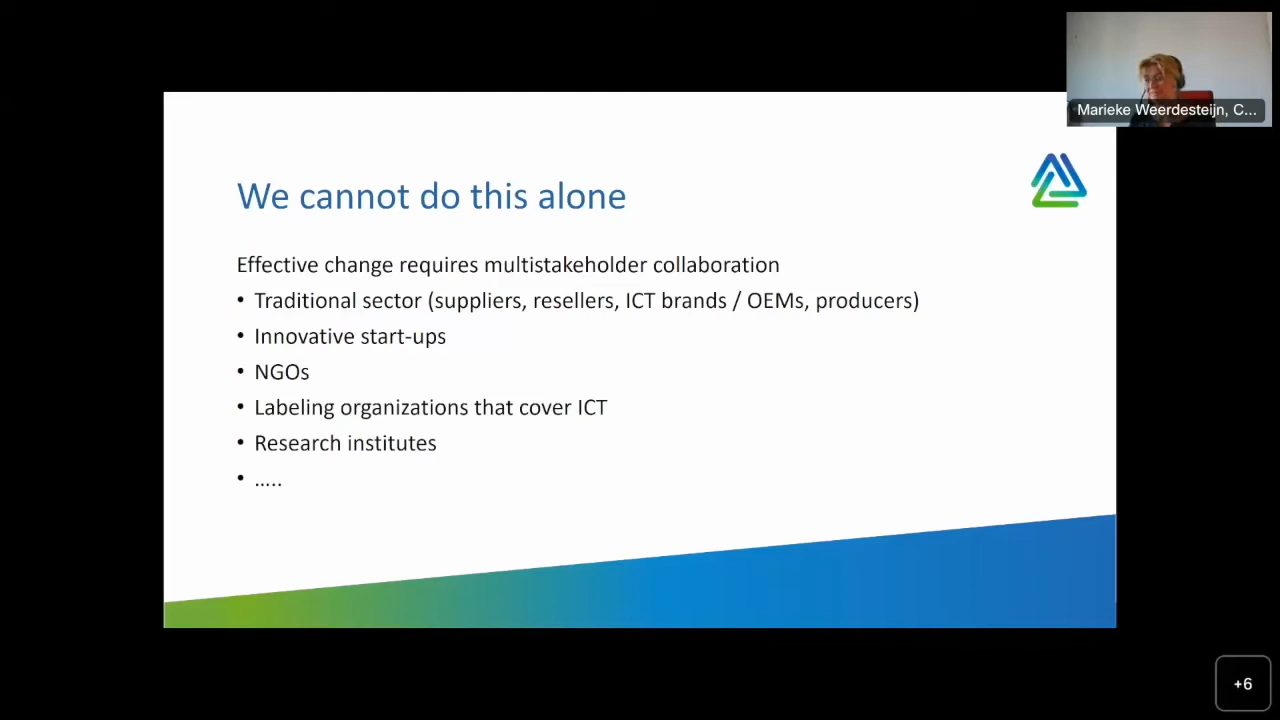 Marieke Weerdesteijn, C...
We cannot do this alone
Effective change requires multistakeholder collaboration
• Traditional sector (suppliers, resellers, ICT brands / OEMs, producers)
• Innovative start-ups
• NGOs
• Labeling organizations that cover ICT
• Research institutes
• .....
+6